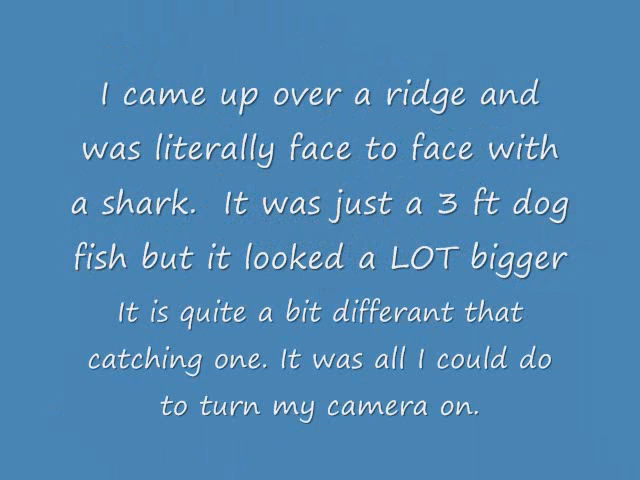 I came up over a ridge and
was literally face to face with
a shark.  It was just a 3 ft dog
fish but it looked a LOT bigger
It is quite a bit differant that
catching one. It was all I could do
to turn my camera on.